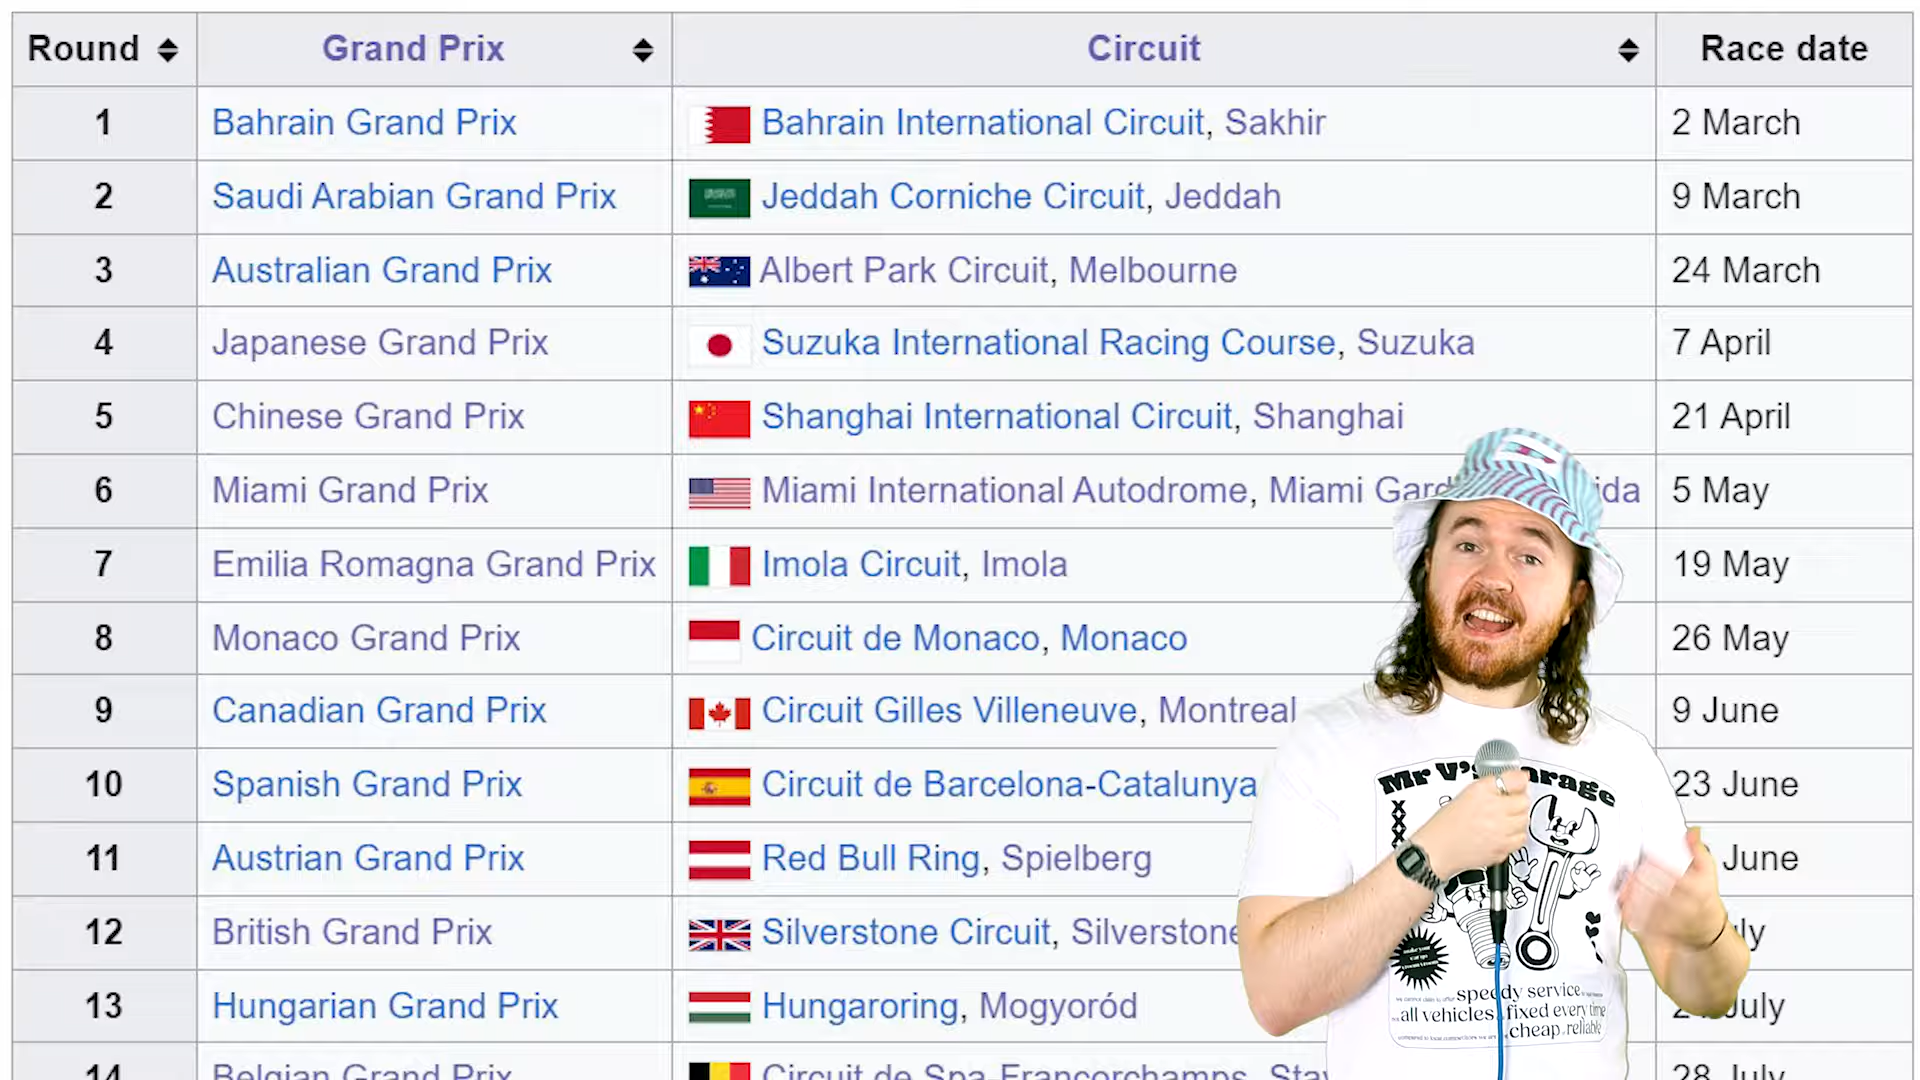 Round Grand Prix Circuit Race date
1 Bahrain Grand Prix Bahrain International Circuit, Sakhir 2 March
2 Saudi Arabian Grand Prix Jeddah Corniche Circuit, Jeddah 9 March
3 Australian Grand Prix Albert Park Circuit, Melbourne 24 March
4 Japanese Grand Prix Suzuka International Racing Course, Suzuka 7 April
5 Chinese Grand Prix Shanghai International Circuit, Shanghai 21 April
6 Miami Grand Prix Miami International Autodrome, Miami 5 May
7 Emilia Romagna Grand Prix Imola Circuit, Imola 19 May
8 Monaco Grand Prix Circuit de Monaco, Monaco 26 May
9 Canadian Grand Prix Circuit Gilles Villeneuve, Montreal 9 June
10 Spanish Grand Prix Circuit de Barcelona-Catalunya 23 June
11 Austrian Grand Prix Red Bull Ring, Spielberg June
12 British Grand Prix Silverstone Circuit, Silverstone
13 Hungarian Grand Prix Hungaroring, Mogyoród July
14 Belgian Grand Prix Circuit de Spa-Francorchamps, 28 July
Mr V's
speedy service
all vehicles fixed every time
cheap reliable